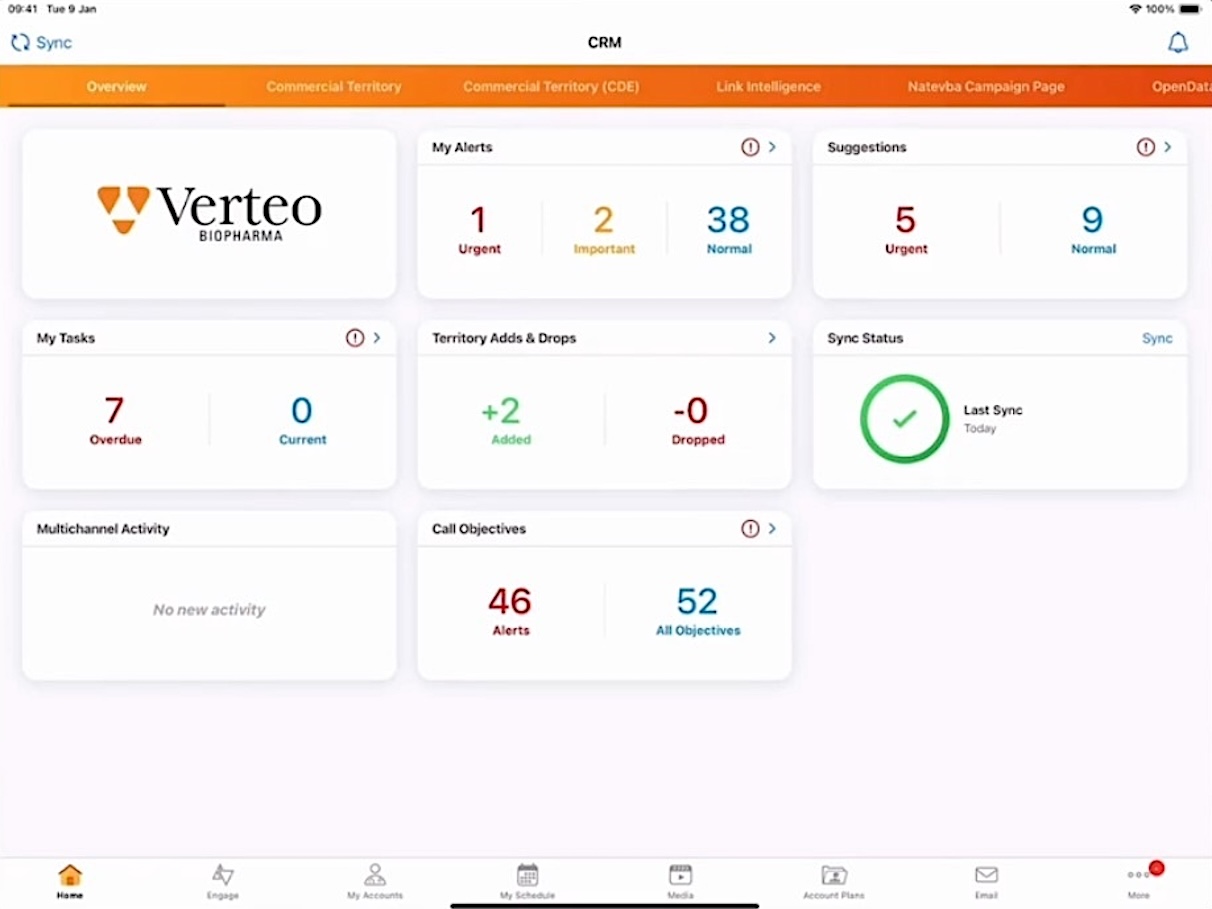 09:41 Tue 9 Jan
100%
Sync
CRM
Overview
Commercial Territory
Commercial Territory (CDE)
Link Intelligence
Natevba Campaign Page
OpenData
Verteo
BIOPHARMA
My Alerts
1
Urgent
2
Important
38
Normal
Suggestions
5
Urgent
9
Normal
My Tasks
7
Overdue
0
Current
Territory Adds & Drops
+2
Added
-0
Dropped
Sync Status
Sync
Last Sync
Today
Multichannel Activity
No new activity
Call Objectives
46
Alerts
52
All Objectives
Home
Engage
My Accounts
My Schedule
Media
Account Plans
Email
More